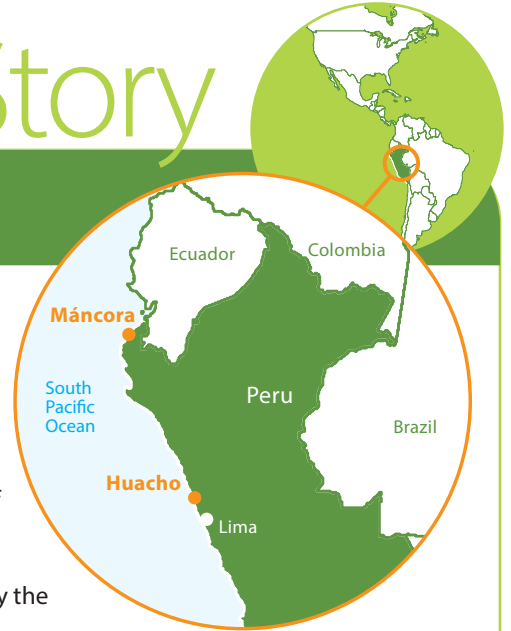 Story
Ecuador
Colombia
Máncora
South
Pacific
Ocean
Peru
Brazil
Huacho
Lima
the